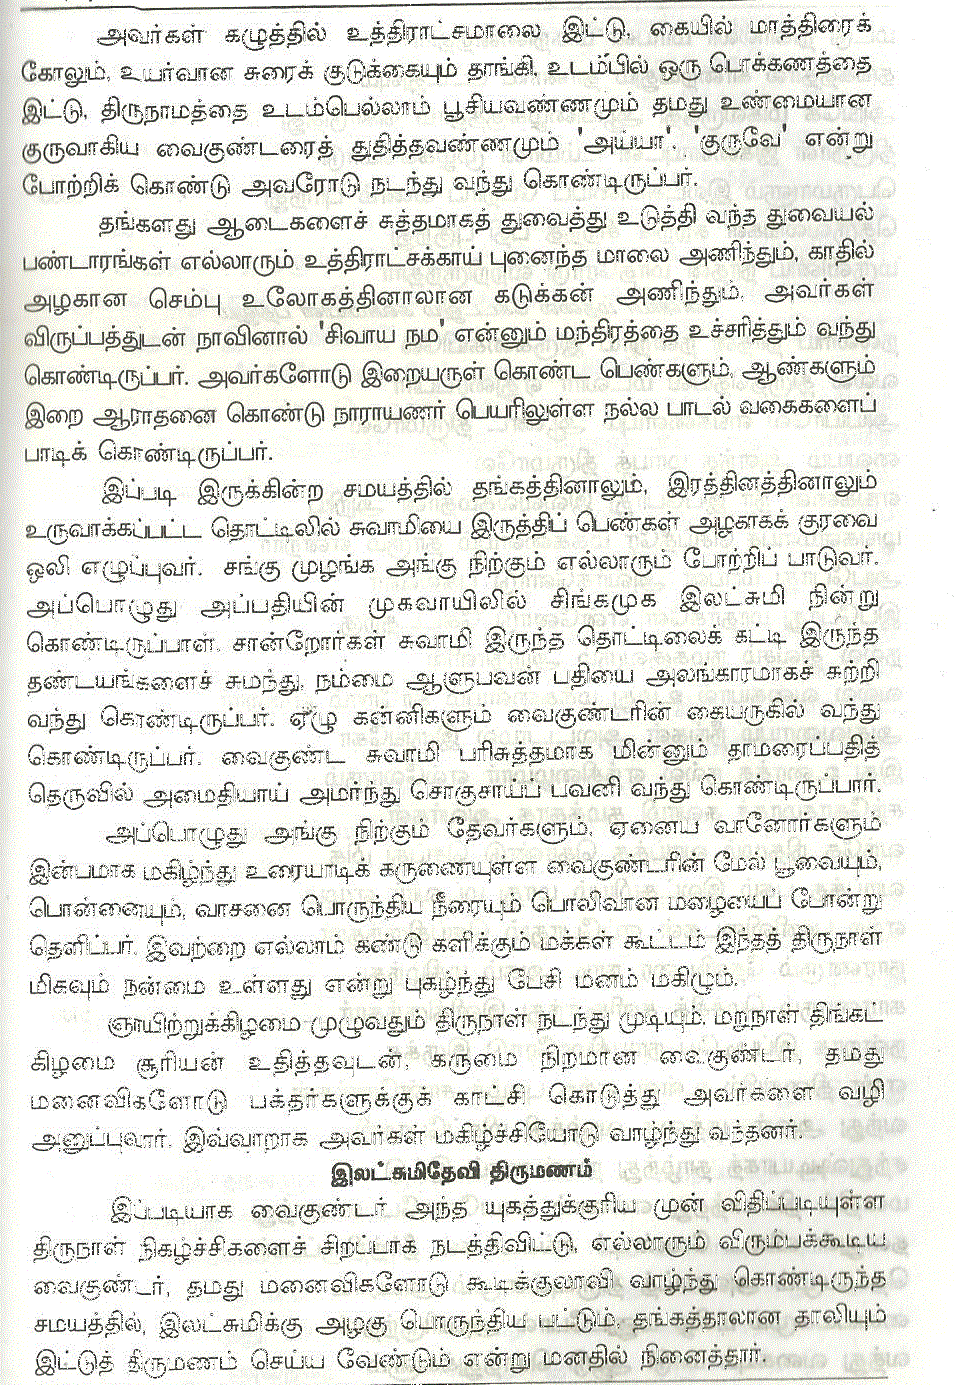 அவர்கள் கழுத்தில் உத்திராட்சமாலை இட்டு, கையில் மாத்திரைக்
கோலும், உயர்வான சுரைக் குடுக்கையும் தாங்கி, உடம்பில் ஒரு பொக்கணத்தை
இட்டு, திருநாமத்தை உடம்பெல்லாம் பூசியவண்ணமும் தமது உண்மையான
குருவாகிய வைகுண்டரைத் துதித்தவண்ணமும் 'அய்யா', 'குருவே' என்று
போற்றிக் கொண்டு அவரோடு நடந்து வந்து கொண்டிருப்பர்.
தங்களது ஆடைகளைச் சுத்தமாகத் துவைத்து உடுத்தி வந்த துவையல்
பண்டாரங்கள் எல்லாரும் உத்திராட்சக்காய் புனைந்த மாலை அணிந்தும், காதில்
அழகான செம்பு உலோகத்தினாலான கடுக்கன் அணிந்தும், அவர்கள்
விருப்பத்துடன் நாவினால் 'சிவாய நம' என்னும் மந்திரத்தை உச்சரித்தும் வந்து
கொண்டிருப்பர். அவர்களோடு இறையருள் கொண்ட பெண்களும், ஆண்களும்
இறை ஆராதனை கொண்டு நாராயணர் பெயரிலுள்ள நல்ல பாடல் வகைகளைப்
பாடிக் கொண்டிருப்பர்.
இப்படி இருக்கின்ற சமயத்தில் தங்கத்தினாலும், இரத்தினத்தினாலும்
உருவாக்கப்பட்ட தொட்டிலில் சுவாமியை இருத்திப் பெண்கள் அழகாகக் குரவை
ஒலி எழுப்புவர். சங்கு முழங்க அங்கு நிற்கும் எல்லாரும் போற்றிப் பாடுவர்.
அப்பொழுது அப்பதியின் முகவாயிலில் சிங்கமுக இலட்சுமி நின்று
கொண்டிருப்பாள். சான்றோர்கள் சுவாமி இருந்த தொட்டிலைக் கட்டி இருந்த
தண்டயங்களைச் சுமந்து, நம்மை ஆளுபவன் பதியை அலங்காரமாகச் சுற்றி
வந்து கொண்டிருப்பர். ஏழு கன்னிகளும் வைகுண்டரின் கையருகில் வந்து
கொண்டிருப்பர். வைகுண்ட சுவாமி பரிசுத்தமாக மின்னும் தாமரைப்பதித்
தெருவில் அமைதியாய் அமர்ந்து சொகுசாய்ப் பவனி வந்து கொண்டிருப்பார்.
அப்பொழுது அங்கு நிற்கும் தேவர்களும், ஏனைய வானோர்களும்
இன்பமாக மகிழ்ந்து உரையாடிக் கருணையுள்ள வைகுண்டரின் மேல் பூவையும்,
பொன்னையும், வாசனை பொருந்திய நீரையும் பொலிவான மழையைப் போன்று
தெளிப்பர். இவற்றை எல்லாம் கண்டு களிக்கும் மக்கள் கூட்டம் இந்தத் திருநாள்
மிகவும் நன்மை உள்ளது என்று புகழ்ந்து பேசி மனம் மகிழும்.
ஞாயிற்றுக்கிழமை முழுவதும் திருநாள் நடந்து முடியும். மறுநாள் திங்கட்
கிழமை சூரியன் உதித்தவுடன், கருமை நிறமான வைகுண்டர், தமது
மனைவிகளோடு பக்தர்களுக்குக் காட்சி கொடுத்து அவர்களை வழி
அனுப்புவார். இவ்வாறாக அவர்கள் மகிழ்ச்சியோடு வாழ்ந்து வந்தனர்.
இலட்சுமிதேவி திருமணம்
இப்படியாக வைகுண்டர் அந்த யுகத்துக்குரிய முன் விதிப்படியுள்ள
திருநாள் நிகழ்ச்சிகளைச் சிறப்பாக நடத்திவிட்டு, எல்லாரும் விரும்பக்கூடிய
வைகுண்டர், தமது மனைவிகளோடு கூடிக்குலாவி வாழ்ந்து கொண்டிருந்த
சமயத்தில், இலட்சுமிக்கு அழகு பொருந்திய பட்டும், தங்கத்தாலான தாலியும்
இட்டுத் திருமணம் செய்ய வேண்டும் என்று மனதில் நினைத்தார்.